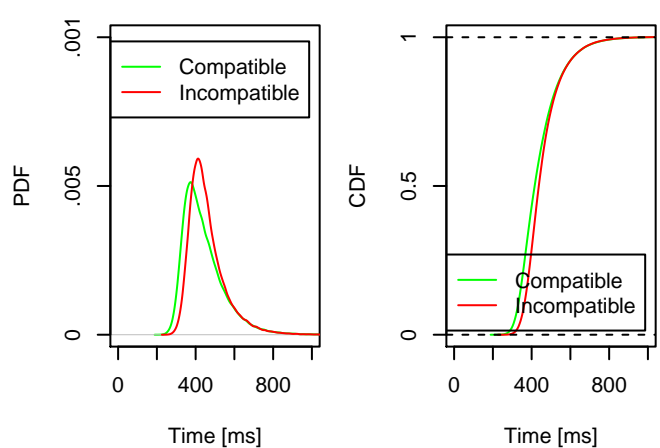 PDF
.001
.005
0
Compatible
Incompatible
0
400
800
Time [ms]
CDF
1
0.5
0
Compatible
Incompatible
0
400
800
Time [ms]